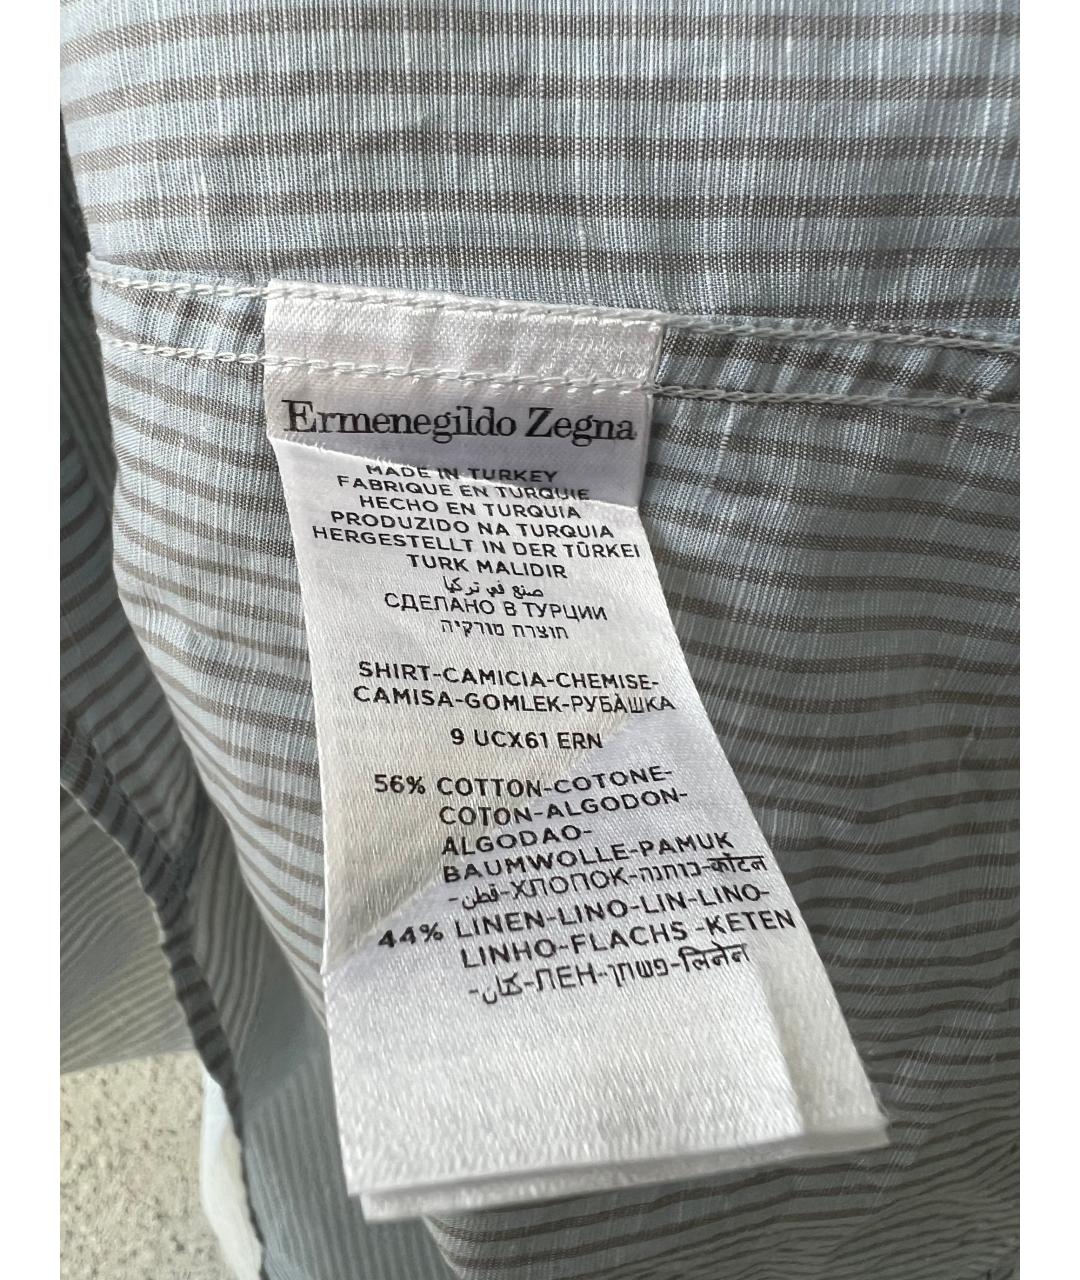 Ermenegildo Zegna
MADE IN TURKEY
FABRIQUE EN TURQUIE
HECHO EN TURQUIA
PRODUZIDO NA TURQUIA
HERGESTELLT IN DER TÜRKEI
TURK MALIDIR
صنع في تركيا
СДЕЛАНО В ТУРЦИИ
תוצרת טורקיה
SHIRT-CAMICIA-CHEMISE-
CAMISA-GOMLEK-РУБАШКА
9 UCX61 ERN
56% COTTON-COTONE-
COTON-ALGODON-
ALGODAO-
BAUMWOLLE-PAMUK
-قطن-ХЛОПОК-כותנה-कॉटन
44% LINEN-LINO-LIN-LINO-
LINHO-FLACHS -KETEN
-كتان-ЛЕН-פשתן-लिनेन